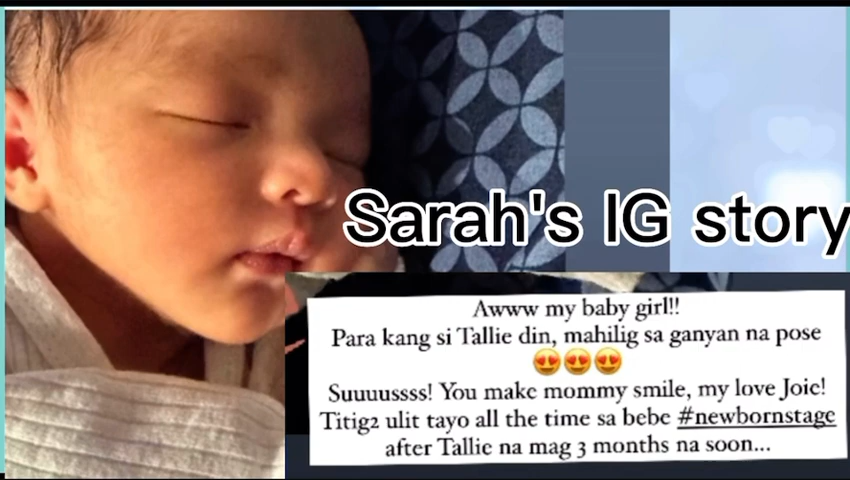 Sarah's IG story
Awww my baby girl!!
Para kang si Tallie din, mahilig sa ganyan na pose
😍😍😍
Suuuussss! You make mommy smile, my love Joie!
Titig2 ulit tayo all the time sa bebe #newbornstage
after Tallie na mag 3 months na soon...